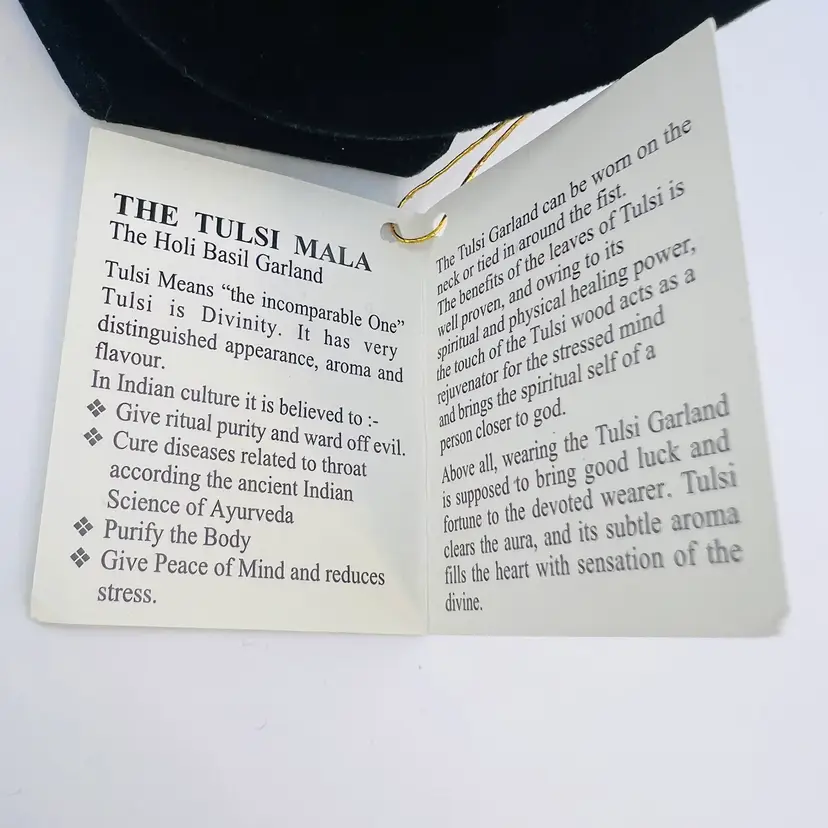 THE TULSI MALA
The Holi Basil Garland
Tulsi Means “the incomparable One”
Tulsi is Divinity. It has very
distinguished appearance, aroma and
flavour.
In Indian culture it is believed to :-
❖ Give ritual purity and ward off evil.
❖ Cure diseases related to throat
according the ancient Indian
Science of Ayurveda
❖ Purify the Body
❖ Give Peace of Mind and reduces
stress.
The Tulsi Garland can be worn on the
neck or tied in around the fist.
The benefits of the leaves of Tulsi is
well proven, and owing to its
spiritual and physical healing power,
the touch of the Tulsi wood acts as a
rejuvenator for the stressed mind
and brings the spiritual self of a
person closer to god.
Above all, wearing the Tulsi Garland
is supposed to bring good luck and
fortune to the devoted wearer. Tulsi
clears the aura, and its subtle aroma
fills the heart with sensation of the
divine.